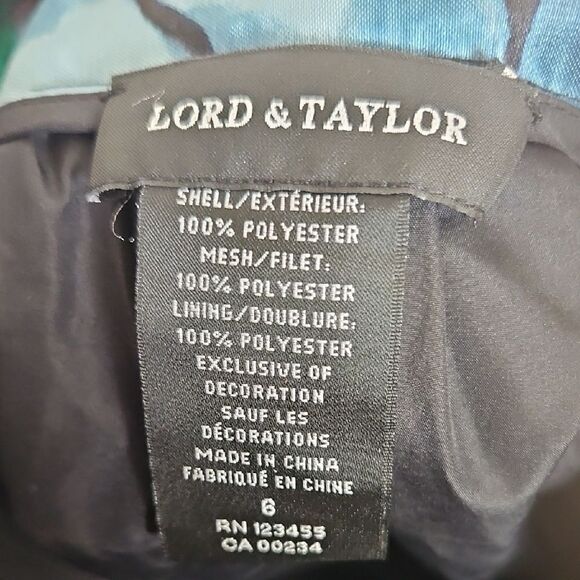 LORD & TAYLOR
SHELL/EXTÉRIEUR:
100% POLYESTER
MESH/FILET:
100% POLYESTER
LINING/DOUBLURE:
100% POLYESTER
EXCLUSIVE OF
DECORATION
SAUF LES
DÉCORATIONS
MADE IN CHINA
FABRIQUÉ EN CHINE
6
RN 123455
CA 00234